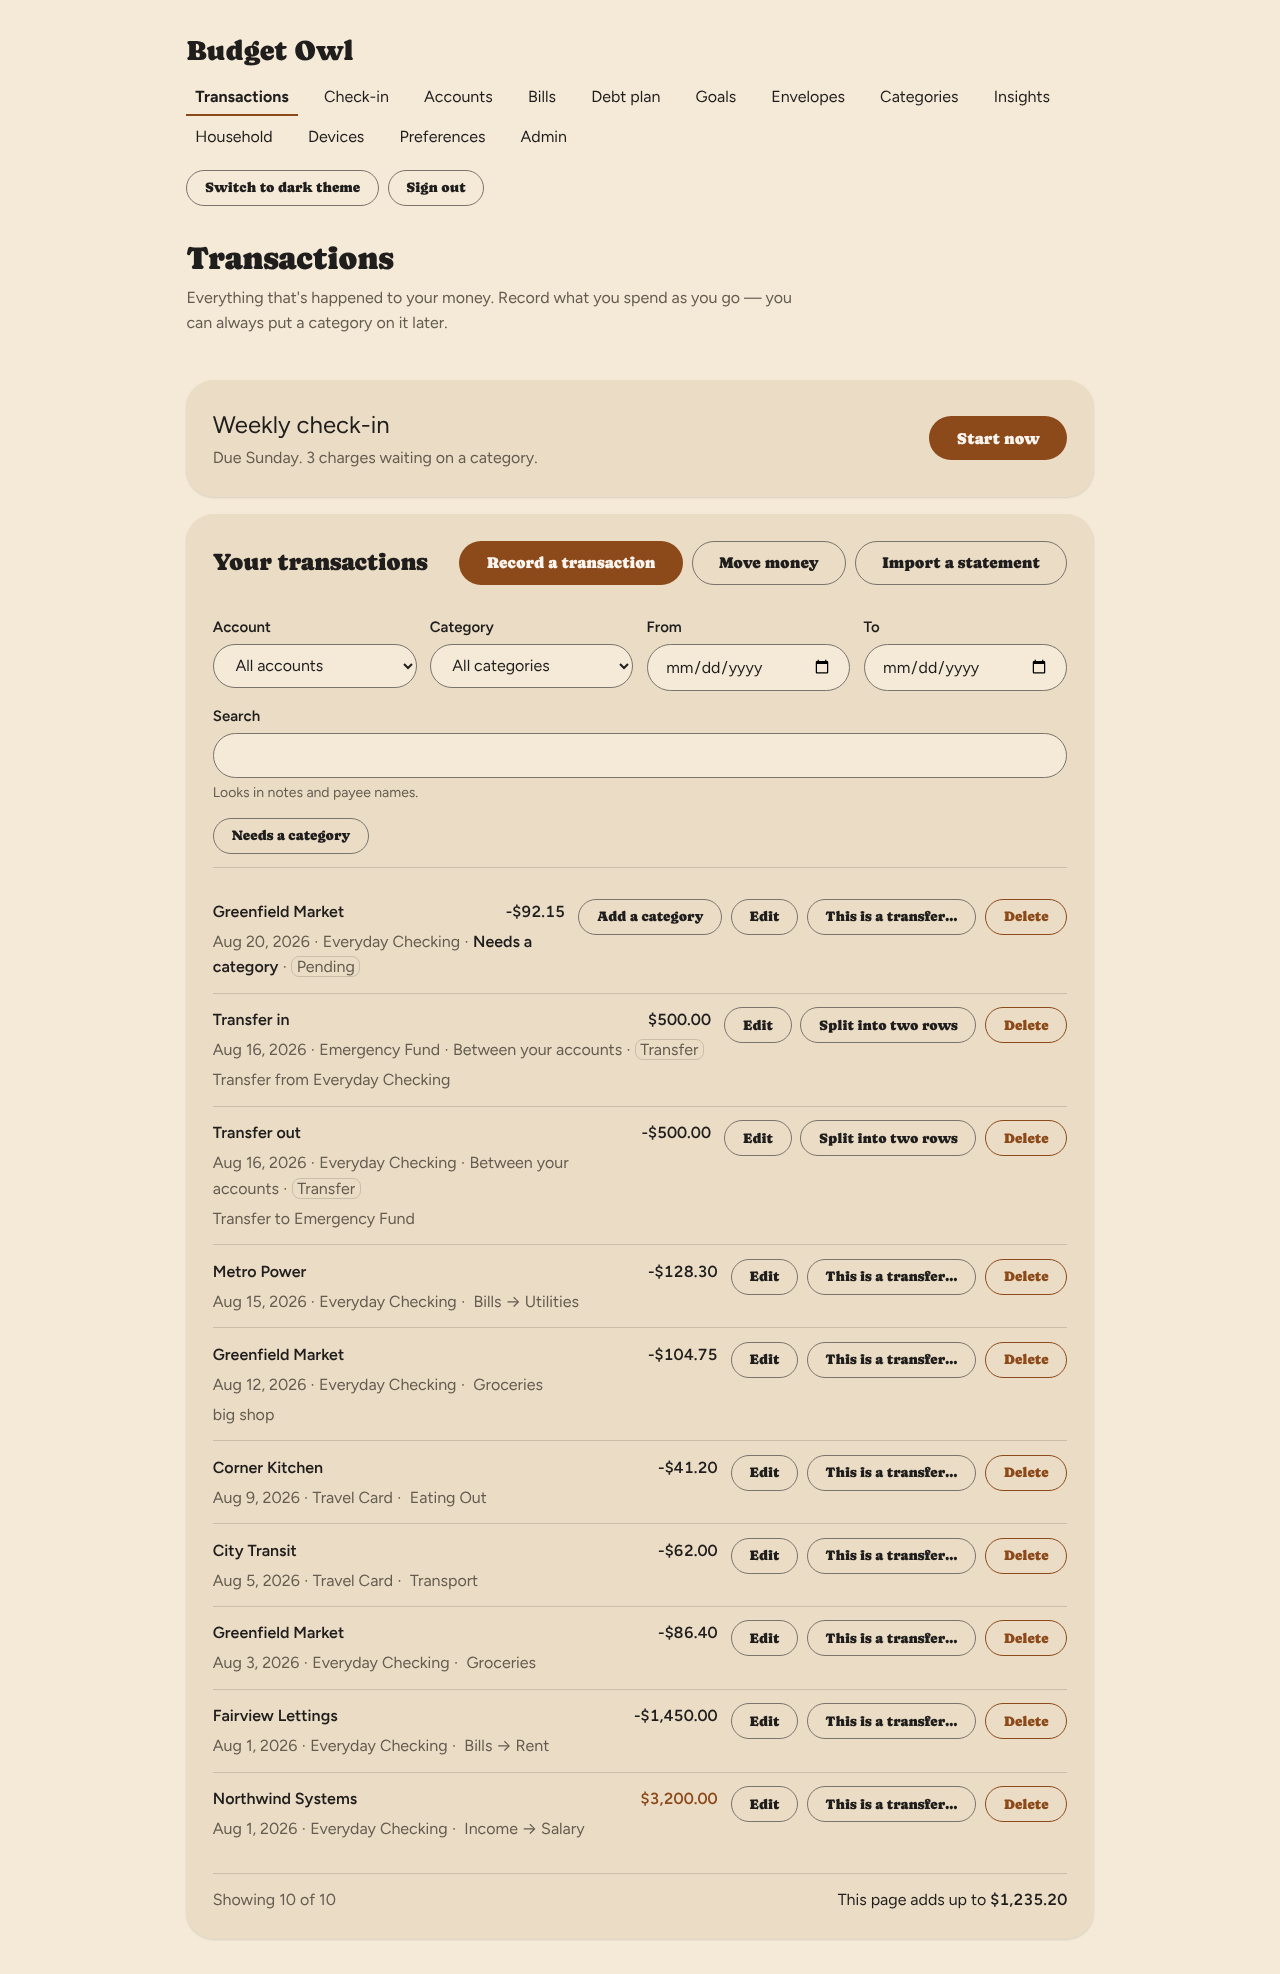 Budget Owl
Transactions Check-in Accounts Bills Debt plan Goals Envelopes Categories Insights
Household Devices Preferences Admin
Switch to dark theme Sign out
Transactions
Everything that's happened to your money. Record what you spend as you go — you
can always put a category on it later.
Weekly check-in
Due Sunday. 3 charges waiting on a category.
Start now
Your transactions Record a transaction Move money Import a statement
Account Category From To
All accounts All categories mm/dd/yyyy mm/dd/yyyy
Search
Looks in notes and payee names.
Needs a category
Greenfield Market -$92.15 Add a category Edit This is a transfer... Delete
Aug 20, 2026 · Everyday Checking · Needs a
category · Pending
Transfer in $500.00 Edit Split into two rows Delete
Aug 16, 2026 · Emergency Fund · Between your accounts · Transfer
Transfer from Everyday Checking
Transfer out -$500.00 Edit Split into two rows Delete
Aug 16, 2026 · Everyday Checking · Between your
accounts · Transfer
Transfer to Emergency Fund
Metro Power -$128.30 Edit This is a transfer... Delete
Aug 15, 2026 · Everyday Checking · Bills → Utilities
Greenfield Market -$104.75 Edit This is a transfer... Delete
Aug 12, 2026 · Everyday Checking · Groceries
big shop
Corner Kitchen -$41.20 Edit This is a transfer... Delete
Aug 9, 2026 · Travel Card · Eating Out
City Transit -$62.00 Edit This is a transfer... Delete
Aug 5, 2026 · Travel Card · Transport
Greenfield Market -$86.40 Edit This is a transfer... Delete
Aug 3, 2026 · Everyday Checking · Groceries
Fairview Lettings -$1,450.00 Edit This is a transfer... Delete
Aug 1, 2026 · Everyday Checking · Bills → Rent
Northwind Systems $3,200.00 Edit This is a transfer... Delete
Aug 1, 2026 · Everyday Checking · Income → Salary
Showing 10 of 10 This page adds up to $1,235.20